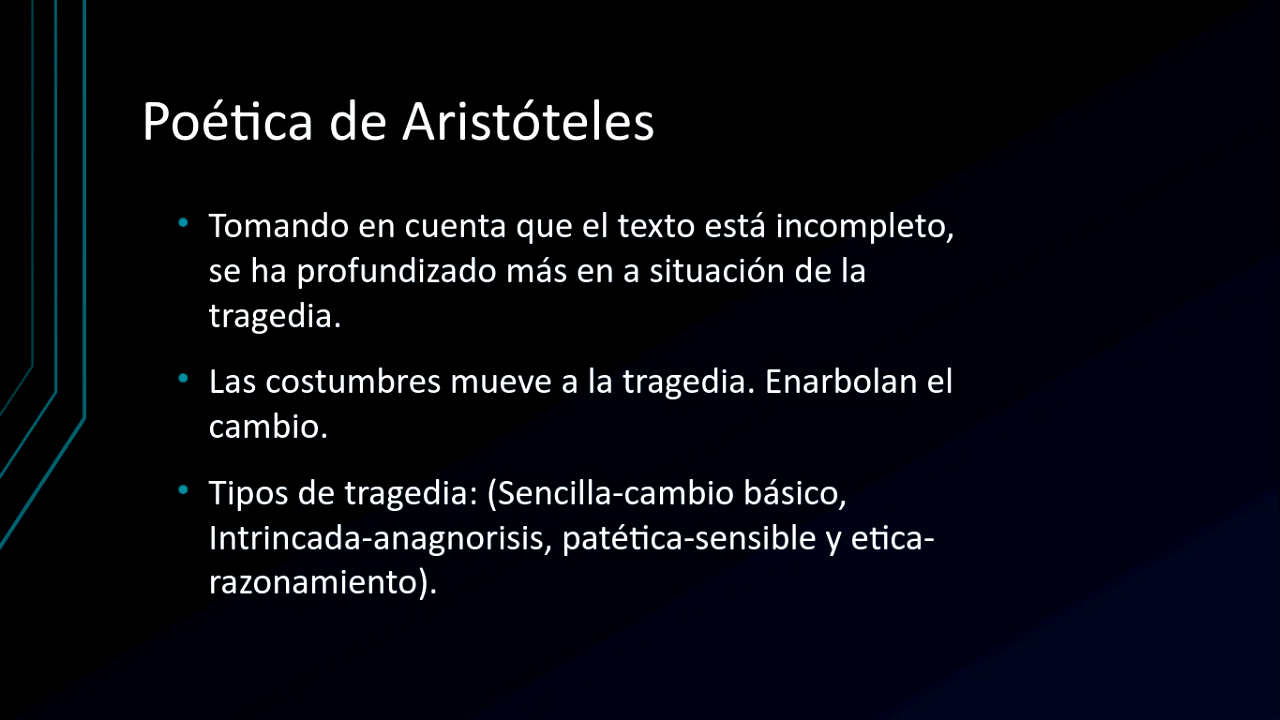 Poética de Aristóteles
• Tomando en cuenta que el texto está incompleto,
se ha profundizado más en a situación de la
tragedia.
• Las costumbres mueve a la tragedia. Enarbolan el
cambio.
• Tipos de tragedia: (Sencilla-cambio básico,
Intrincada-anagnorisis, patética-sensible y etica-
razonamiento).